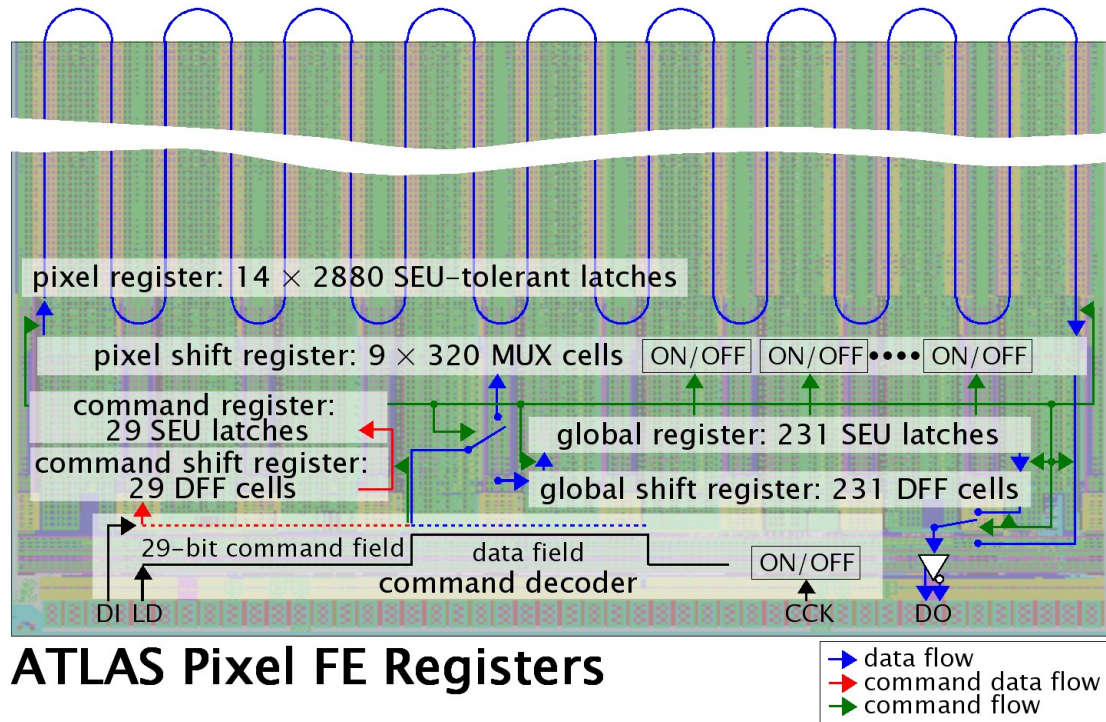 pixel register: 14 × 2880 SEU-tolerant latches
pixel shift register: 9 × 320 MUX cells ON/OFF ON/OFF •••• ON/OFF
command register:
29 SEU latches
global register: 231 SEU latches
command shift register:
29 DFF cells
global shift register: 231 DFF cells
29-bit command field
data field
command decoder
ON/OFF
DI LD CCK DO
ATLAS Pixel FE Registers
data flow
command data flow
command flow